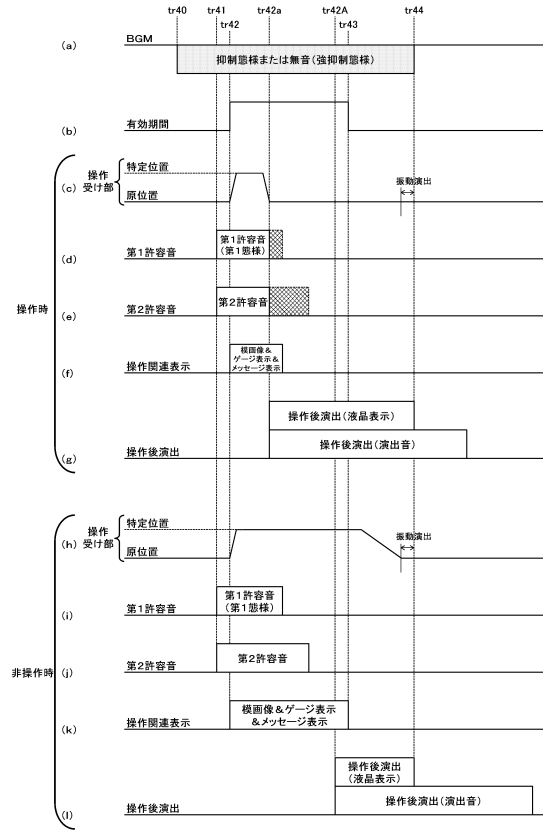 tr40 tr41 tr42a tr42A tr44
tr42 tr43
(a) BGM
抑制態様または無音(強抑制態様)
(b) 有効期間
操作時
(c) 操作受け部 特定位置
原位置
振動演出
(d) 第1許容音
第1許容音
(第1態様)
(e) 第2許容音
第2許容音
(f) 操作関連表示
模画像&
ゲージ表示
&メッセージ表示
(g) 操作後演出
操作後演出(液晶表示)
操作後演出(演出音)
非操作時
(h) 操作受け部 特定位置
原位置
振動演出
(i) 第1許容音
第1許容音
(第1態様)
(j) 第2許容音
第2許容音
(k) 操作関連表示
模画像&ゲージ表示
&メッセージ表示
(l) 操作後演出
操作後演出
(液晶表示)
操作後演出(演出音)